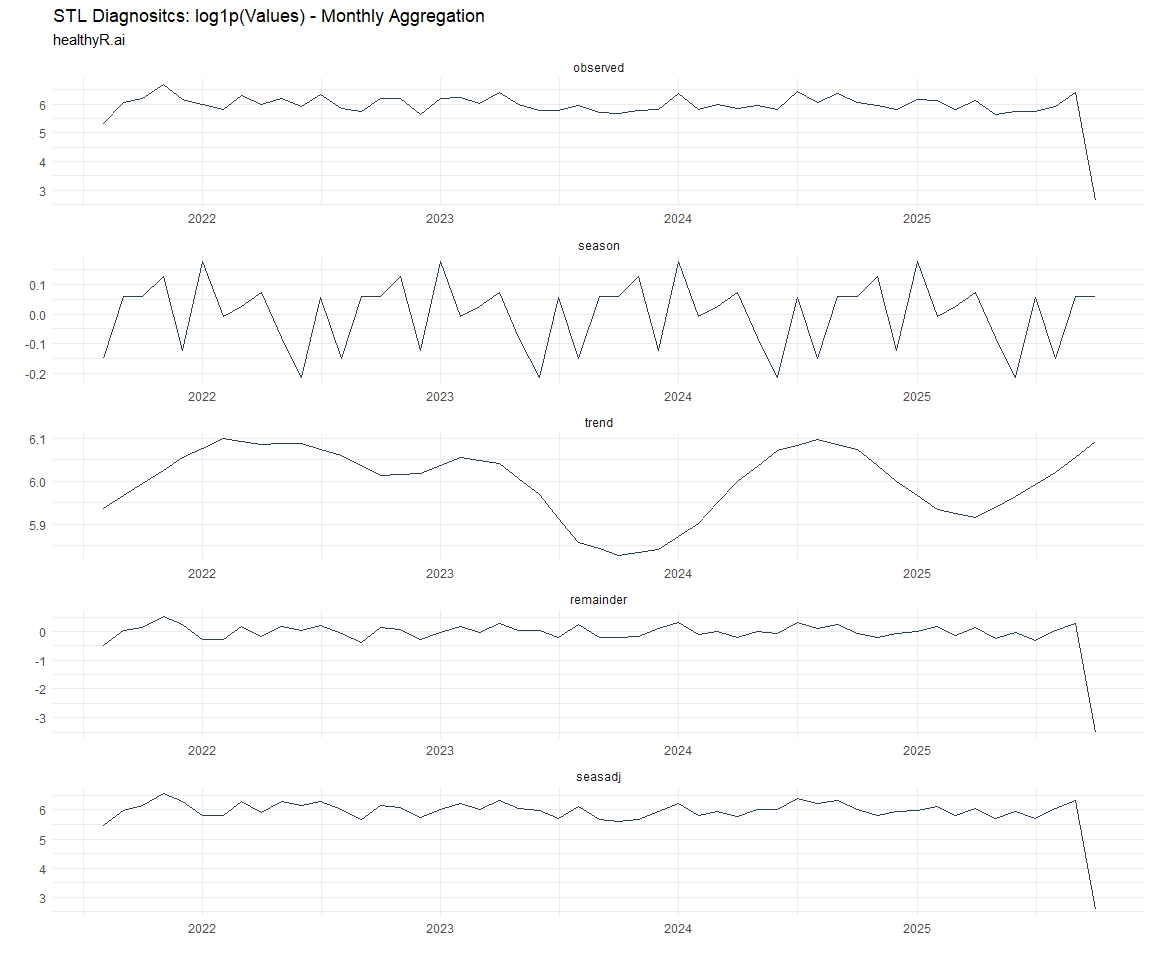 STL Diagnositcs: log1p(Values) - Monthly Aggregation
healthyR.ai
observed
6
5
4
3
2022 2023 2024 2025
season
0.1
0.0
-0.1
-0.2
2022 2023 2024 2025
trend
6.1
6.0
5.9
2022 2023 2024 2025
remainder
0
-1
-2
-3
2022 2023 2024 2025
seasadj
6
5
4
3
2022 2023 2024 2025